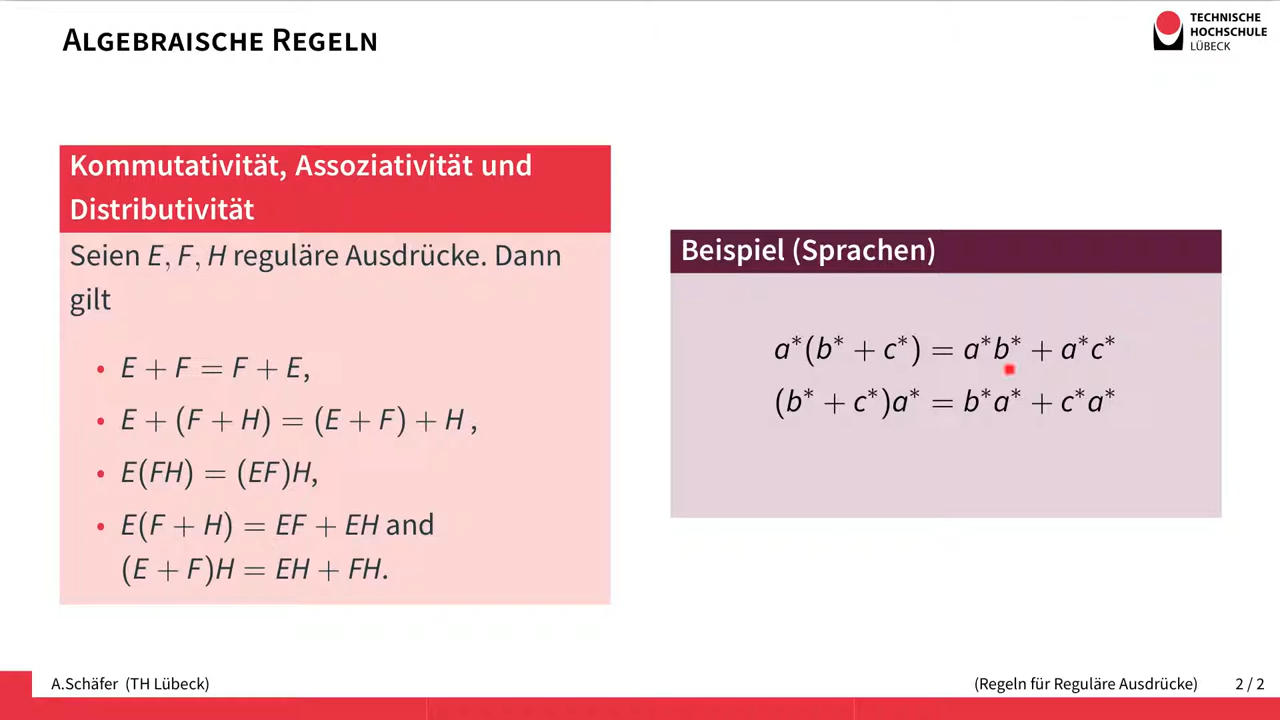 ALGEBRAISCHE REGELN
TECHNISCHE
HOCHSCHULE
LÜBECK
Kommutativität, Assoziativität und
Distributivität
Seien E, F, H reguläre Ausdrücke. Dann
gilt
• E + F = F + E,
• E + (F + H) = (E + F) + H,
• E(FH) = (EF)H,
• E(F + H) = EF + EH and
(E + F)H = EH + FH.
Beispiel (Sprachen)
a*(b* + c*) = a*b* + a*c*
(b* + c*)a* = b*a* + c*a*
A.Schäfer (TH Lübeck)
(Regeln für Reguläre Ausdrücke) 2 / 2